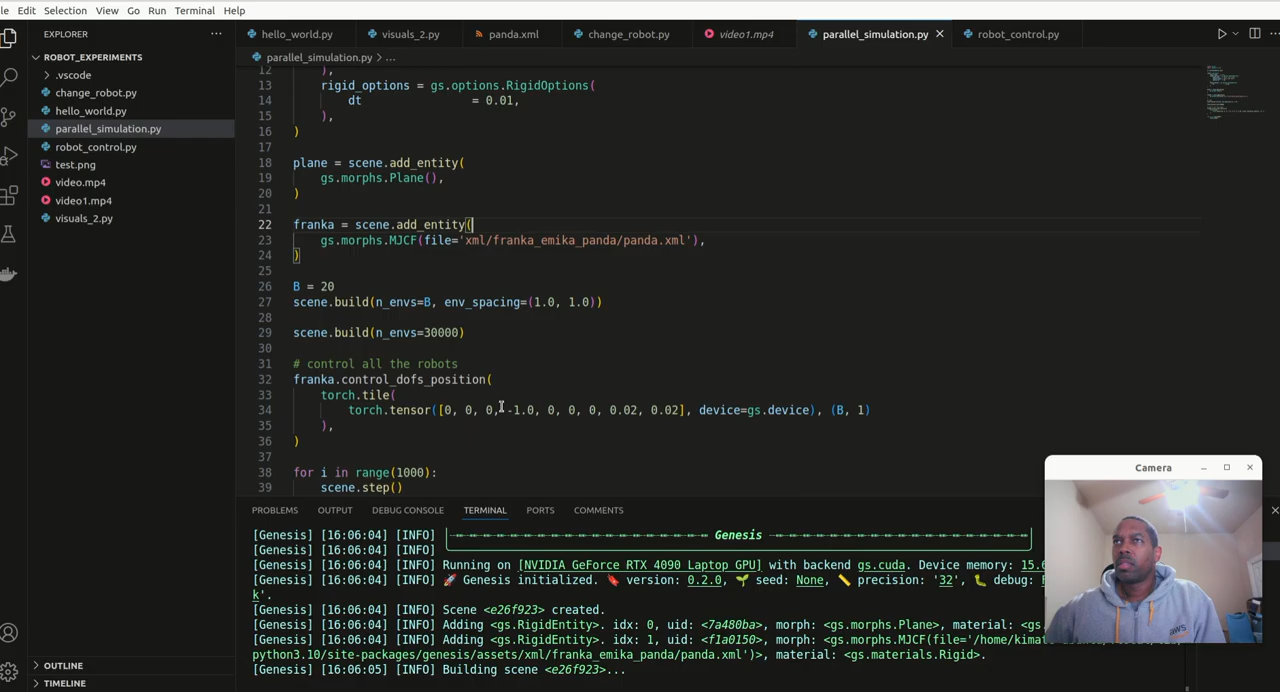 le Edit Selection View Go Run Terminal Help
EXPLORER
ROBOT_EXPERIMENTS
.vscode
change_robot.py
hello_world.py
parallel_simulation.py
robot_control.py
test.png
video.mp4
video1.mp4
visuals_2.py
OUTLINE
TIMELINE
hello_world.py visuals_2.py panda.xml change_robot.py video1.mp4 parallel_simulation.py robot_control.py
parallel_simulation.py > ...
12 ),
13 rigid_options = gs.options.RigidOptions(
14 dt = 0.01,
15 ),
16 )
17
18 plane = scene.add_entity(
19 gs.morphs.Plane(),
20 )
21
22 franka = scene.add_entity(
23 gs.morphs.MJCF(file='xml/franka_emika_panda/panda.xml'),
24 )
25
26 B = 20
27 scene.build(n_envs=B, env_spacing=(1.0, 1.0))
28
29 scene.build(n_envs=30000)
30
31 # control all the robots
32 franka.control_dofs_position(
33 torch.tile(
34 torch.tensor([0, 0, 0, -1.0, 0, 0, 0, 0.02, 0.02], device=gs.device), (B, 1)
35 ),
36 )
37
38 for i in range(1000):
39 scene.step()
PROBLEMS OUTPUT DEBUG CONSOLE TERMINAL PORTS COMMENTS
[Genesis] [16:06:04] [INFO] Genesis
[Genesis] [16:06:04] [INFO]
[Genesis] [16:06:04] [INFO] Running on [NVIDIA GeForce RTX 4090 Laptop GPU] with backend gs.cuda. Device memory: 15.
[Genesis] [16:06:04] [INFO] 🚀 Genesis initialized. 🔖 version: 0.2.0, 🌱 seed: None, 📏 precision: '32', 🐛 debug:
k'.
[Genesis] [16:06:04] [INFO] Scene <e26f923> created.
[Genesis] [16:06:04] [INFO] Adding <gs.RigidEntity>. idx: 0, uid: <7a480ba>, morph: <gs.morphs.Plane>, material: <gs
[Genesis] [16:06:04] [INFO] Adding <gs.RigidEntity>. idx: 1, uid: <f1a0150>, morph: <gs.morphs.MJCF(file='/home/kima
python3.10/site-packages/genesis/assets/xml/franka_emika_panda/panda.xml')>, material: <gs.materials.Rigid>.
[Genesis] [16:06:05] [INFO] Building scene <e26f923>...
Camera